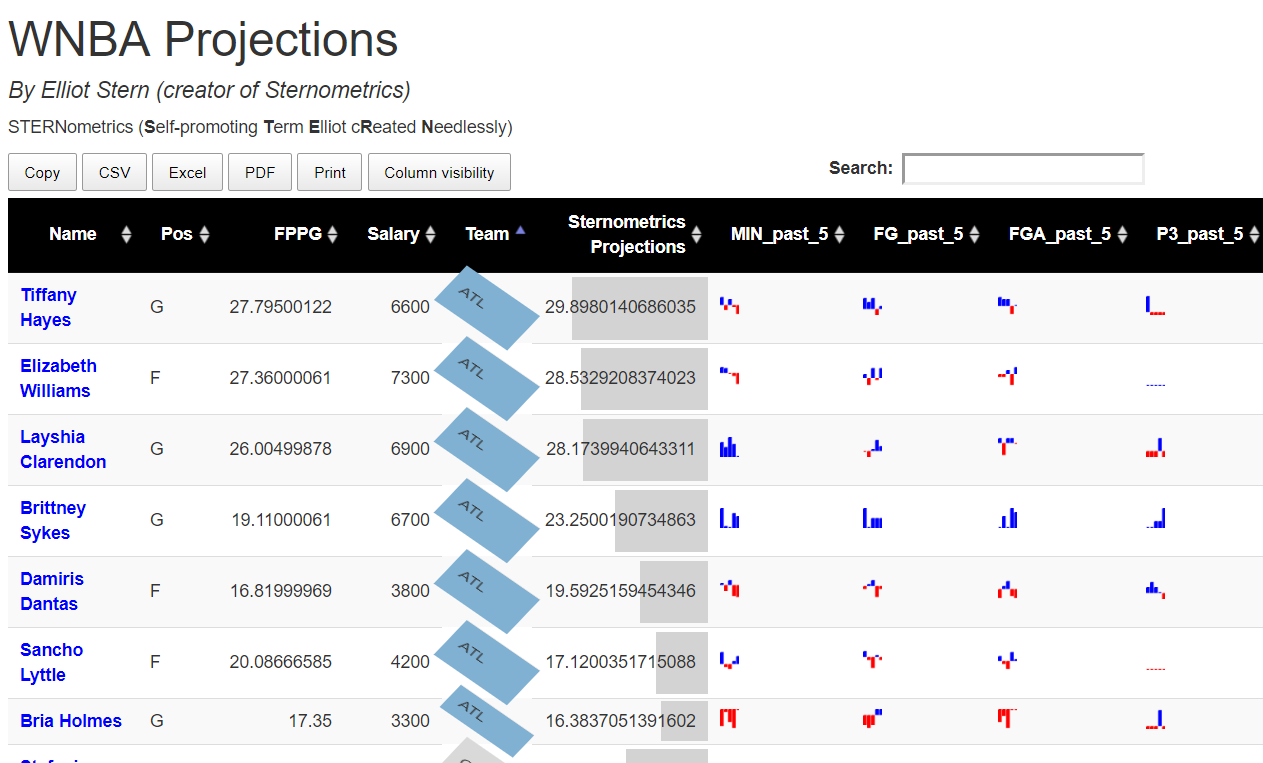 WNBA Projections
By Elliot Stern (creator of Sternometrics)
STERNometrics (Self-promoting Term Elliot cReated Needlessly)
Copy CSV Excel PDF Print Column visibility Search:
Name Pos FPPG Salary Team Sternometrics Projections MIN_past_5 FG_past_5 FGA_past_5 P3_past_5
Tiffany Hayes G 27.79500122 6600 ATL 29.8980140686035
Elizabeth Williams F 27.36000061 7300 ATL 28.5329208374023
Layshia Clarendon G 26.00499878 6900 ATL 28.1739940643311
Brittney Sykes G 19.11000061 6700 ATL 23.2500190734863
Damiris Dantas F 16.81999969 3800 ATL 19.5925159454346
Sancho Lyttle F 20.08666585 4200 ATL 17.1200351715088
Bria Holmes G 17.35 3300 ATL 16.3837051391602